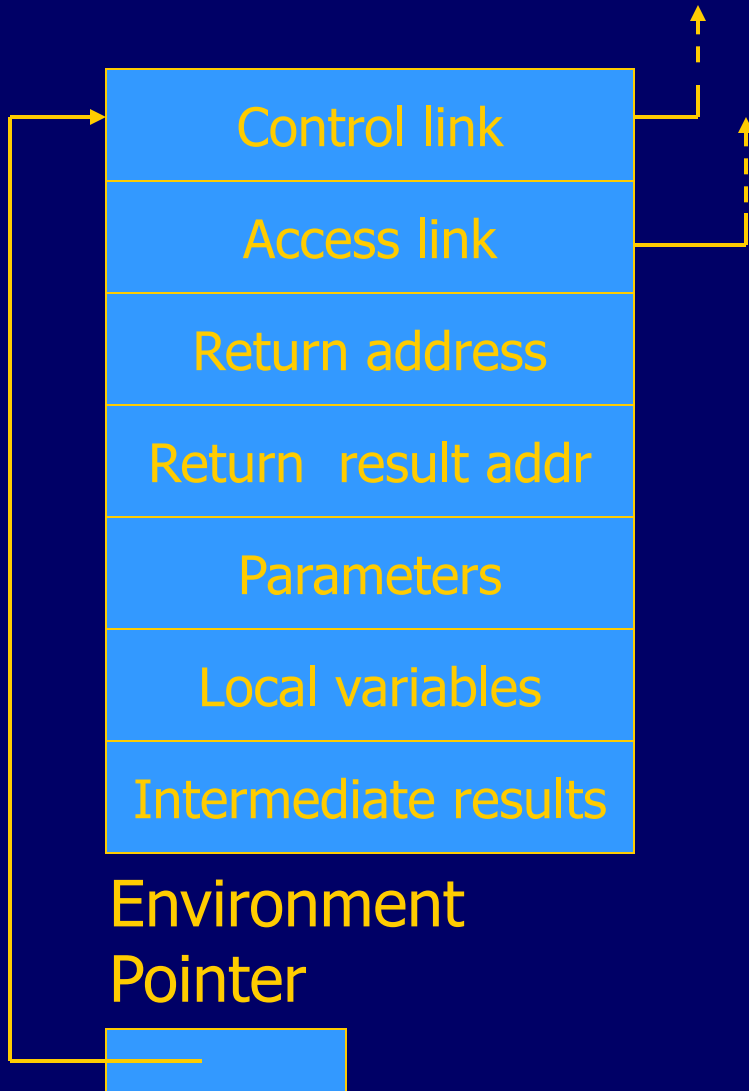 Control link
Access link
Return address
Return  result addr
Parameters
Local variables
Intermediate results
Environment
Pointer